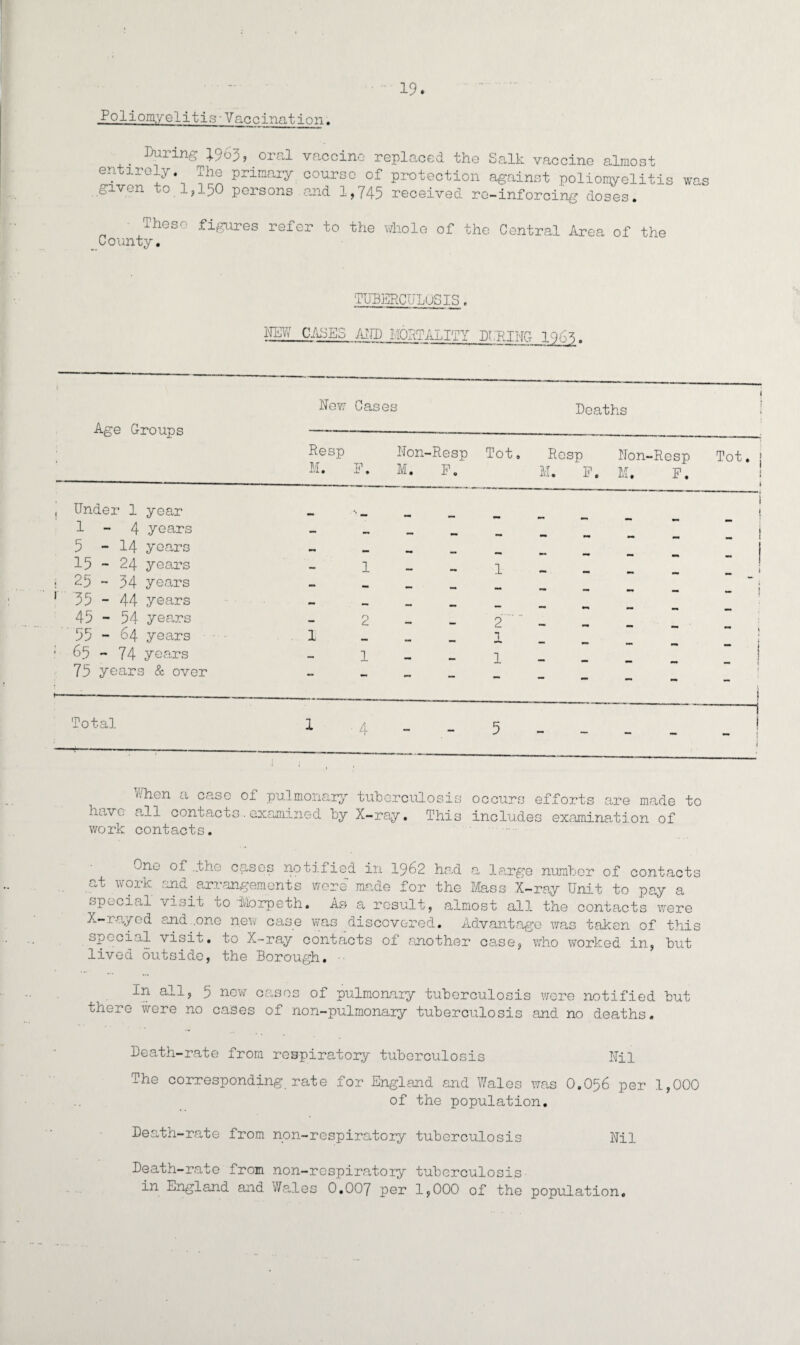 19.
Poliomyelitis Vaccination.
During 1963, oral vaccine replaced the Salk vaccine almost
entirely. The primary course of protection against poliomyelitis was
given to 1,150 persons and 1,745 received re-inforcing doses.
These figures refer to the whole of the Central Area of the
County.
TUBERCULOSIS.
NEW CASES AND MORTALITY DURING 1963.
Age Groups New Cases Deaths
Resp Non-Resp Tot. Resp Non-Resp Tot.
M. F. M. F. M. F. M. F.
Under 1 year - - - - - - - - - -
1 - 4 years - - - - - - - - - -
5 - 14 years - - - - - - - - - -
15 - 24 years - 1 - - 1 - - - - -
25 - 34 years - - - - - - - - - -
35 - 44 years - - - - - - - - - -
45 - 54 years - 2 - - 2 - - - - -
55 - 64 years 1 - - - 1 - - - - -
65 - 74 years - 1 - - 1 - - - - -
75 years & over - - - - - - - - - -
Total 1 4 - - 5 - - - - -
When a case of pulmonary tuberculosis occurs efforts are made to
have all contacts examined by X-ray. This includes examination of
work contacts.
One of the cases notified in 1962 had a large number of contacts
at work and arrangements were made for the Mass X-ray Unit to pay a
special visit to Morpeth. As a result, almost all the contacts were
X-rayed and one new case was discovered. Advantage was taken of this
special visit. to X-ray contacts of another case, who worked in, but
lived outside, the Borough.
In all, 5 new cases of pulmonary tuberculosis were notified but
there were no cases of non-pulmonary tuberculosis and no deaths.
Death-rate from respiratory tuberculosis Nil
The corresponding rate for England and Wales was 0.056 per 1,000
of the population.
Death-rate from non-respiratory tuberculosis Nil
Death-rate from non-respiratory tuberculosis
in England and Wales 0.007 per 1,000 of the population.